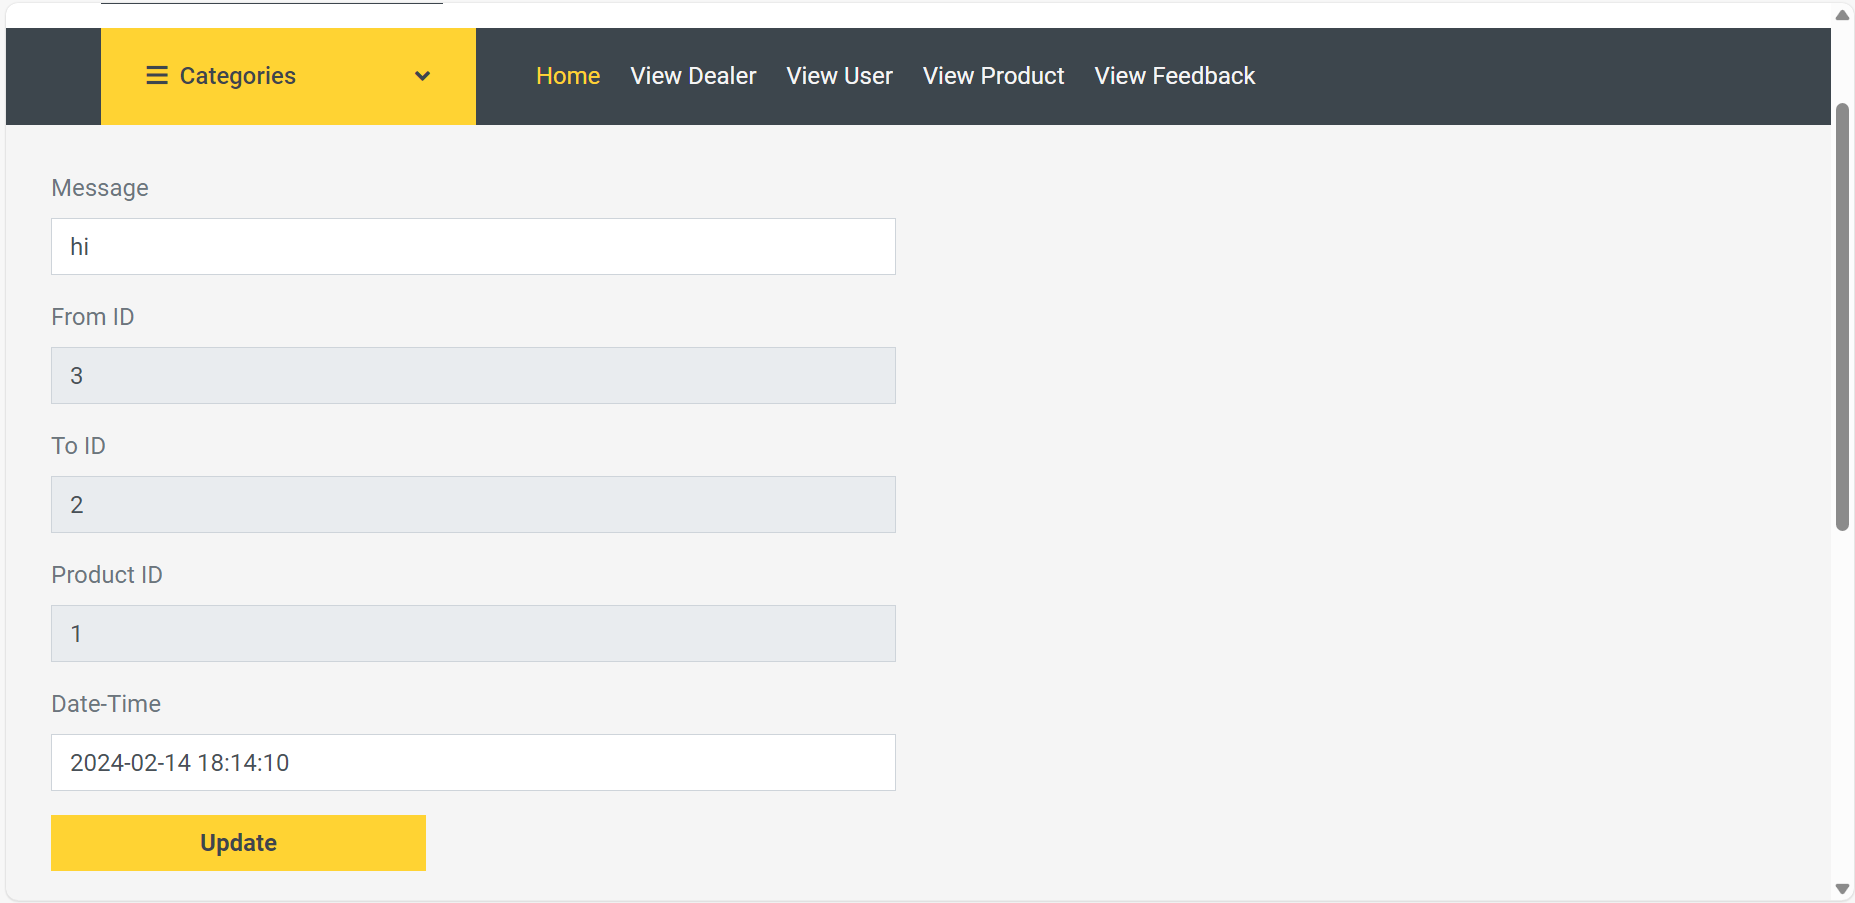 Categories
Home View Dealer View User View Product View Feedback
Message
hi
From ID
3
To ID
2
Product ID
1
Date-Time
2024-02-14 18:14:10
Update